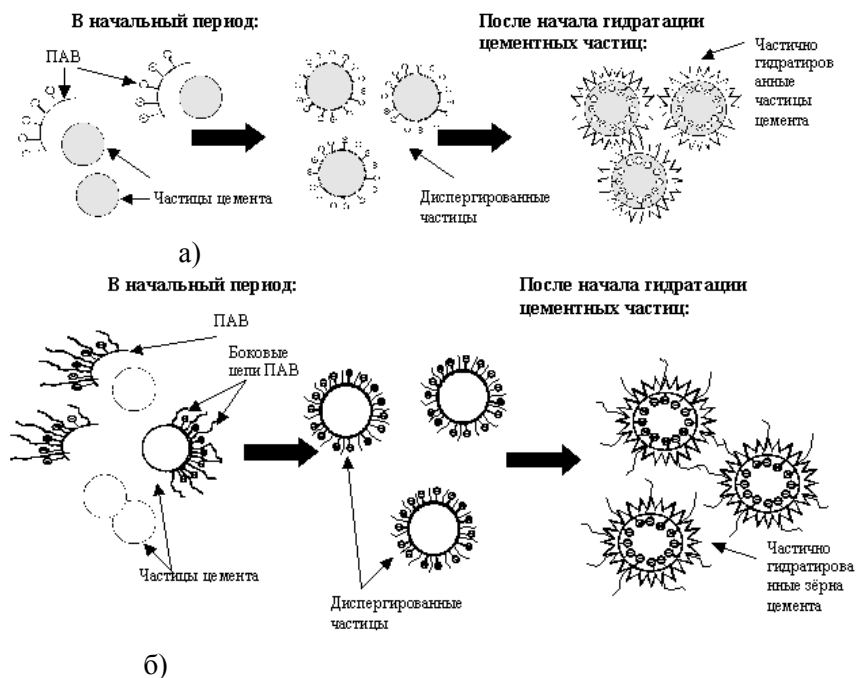 В начальный период:
После начала гидратации
цементных частиц:
ПАВ
Частично
гидратиров
анные
частицы
цемента
Частицы цемента
Диспергированные
частицы
а)
В начальный период:
После начала гидратации
цементных частиц:
ПАВ
Боковые
цепи ПАВ
Частицы цемента
Диспергированные
частицы
Частично
гидратирова
нные зёрна
цемента
б)